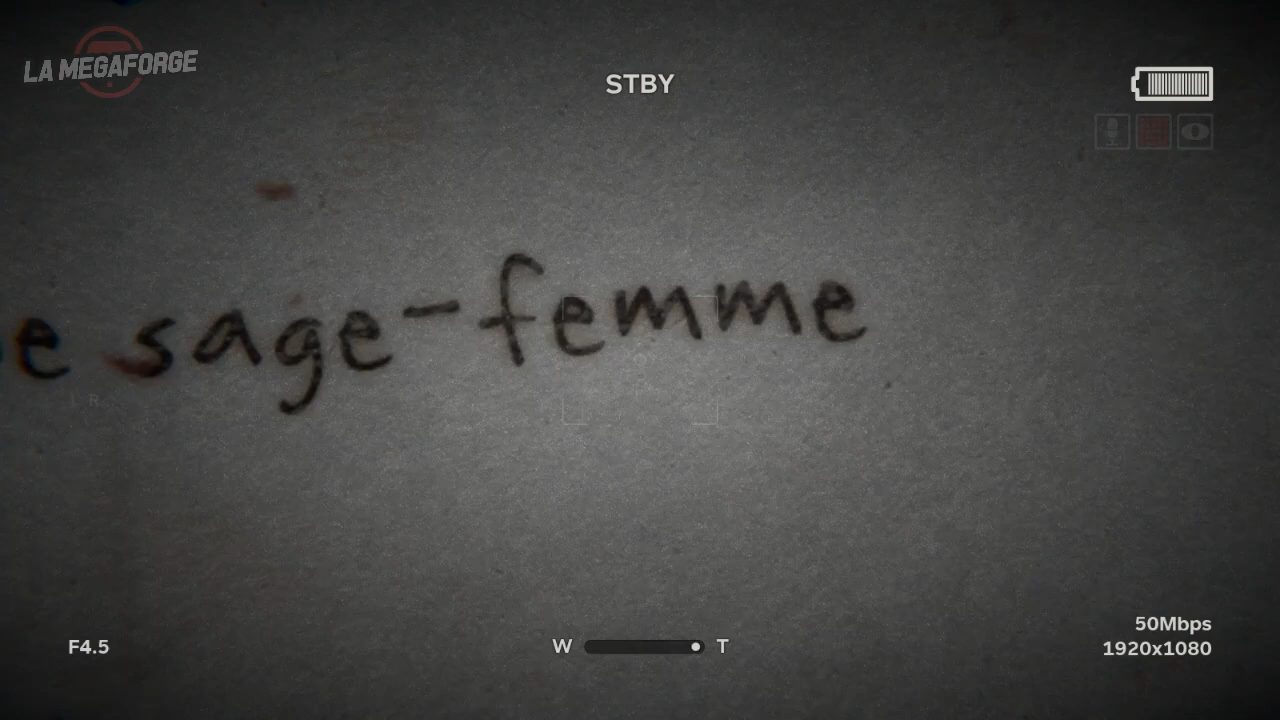 LA MEGAFORGE
STBY
e sage-femme
L R
F4.5
W T
50Mbps
1920x1080